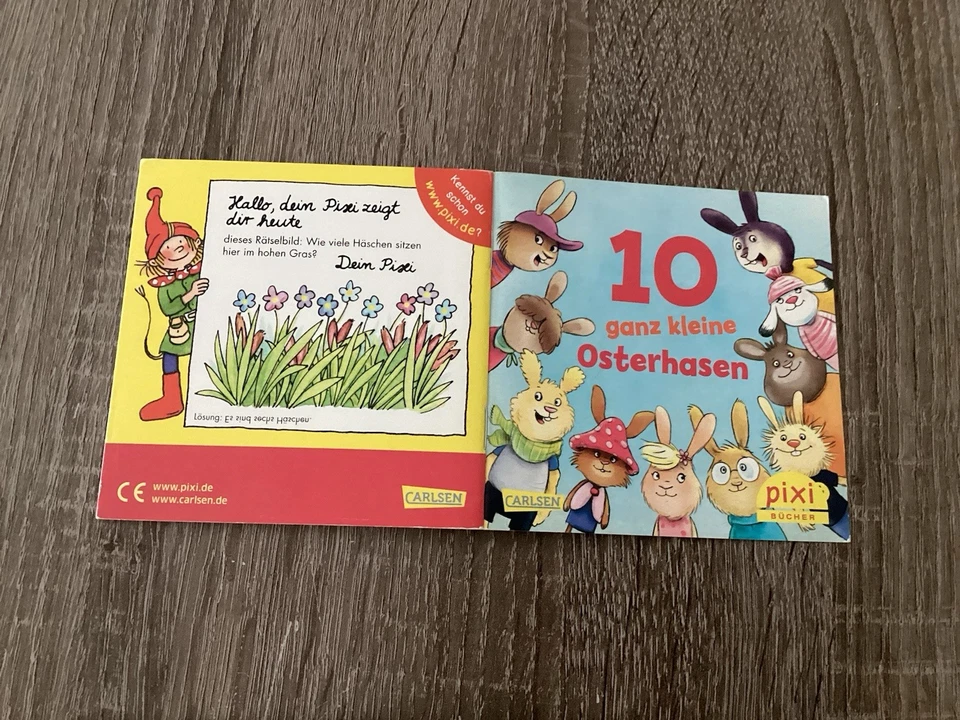 Hallo, dein Pixi zeigt
dir heute
dieses Rätselbild: Wie viele Häschen sitzen
hier im hohen Gras?
Dein Pixi
Kennst du
schon
www.pixi.de?
Lösung: Es sind sechs Häschen.
CE www.pixi.de
www.carlsen.de
CARLSEN
10
ganz kleine
Osterhasen
CARLSEN
pixi
BÜCHER